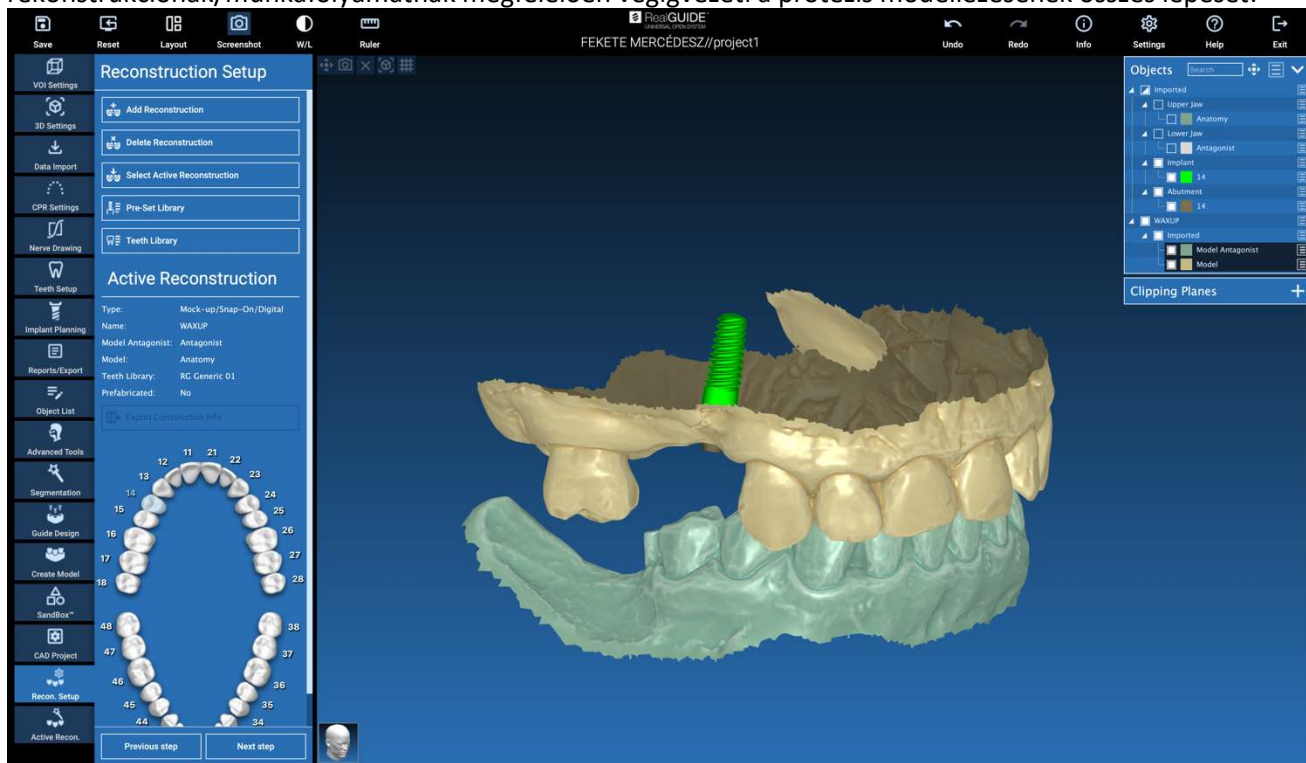 rekonstrukciónak/munkafolyamatnak megfelelően végigvezeti a protézis modellezésének összes lépését.
Save
Reset
Layout
Screenshot
W/L
Ruler
RealGUIDE
UNIVERSAL OPEN SYSTEM
FEKETE MERCÉDESZ//project1
Undo
Redo
Info
Settings
Help
Exit
VOI Settings
3D Settings
Data Import
CPR Settings
Nerve Drawing
Teeth Setup
Implant Planning
Reports/Export
Object List
Advanced Tools
Segmentation
Guide Design
Create Model
SandBox™
CAD Project
Recon. Setup
Active Recon.
Reconstruction Setup
Add Reconstruction
Delete Reconstruction
Select Active Reconstruction
Pre-Set Library
Teeth Library
Active Reconstruction
Type: Mock-up/Snap-On/Digital
Name: WAXUP
Model Antagonist: Antagonist
Model: Anatomy
Teeth Library: RG Generic 01
Prefabricated: No
Export Construction Info
11 21
12 22
13 23
14 24
15 25
16 26
17 27
18 28
48 38
47 37
46 36
45 35
44 34
Previous step
Next step
Objects
Search
Imported
Upper Jaw
Anatomy
Lower Jaw
Antagonist
Implant
14
Abutment
14
WAXUP
Imported
Model Antagonist
Model
Clipping Planes